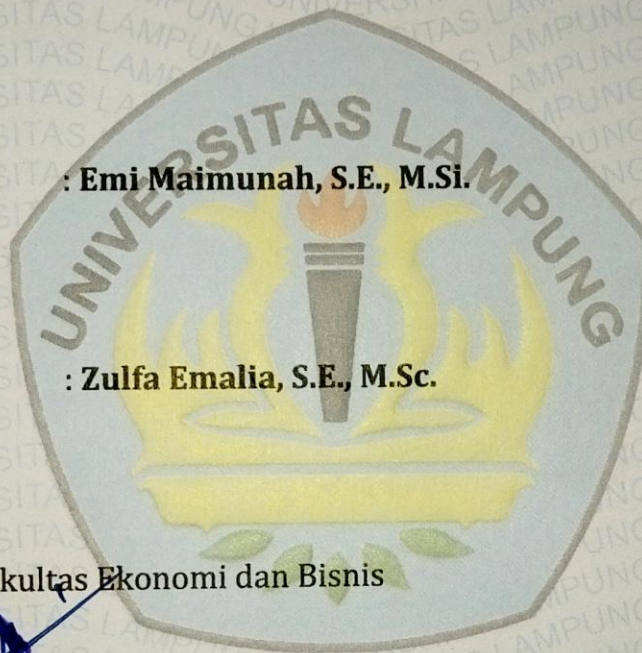 UNIVERSITAS LAMPUNG
: Emi Maimunah, S.E., M.Si.
: Zulfa Emalia, S.E., M.Sc.
kultas Ekonomi dan Bisnis